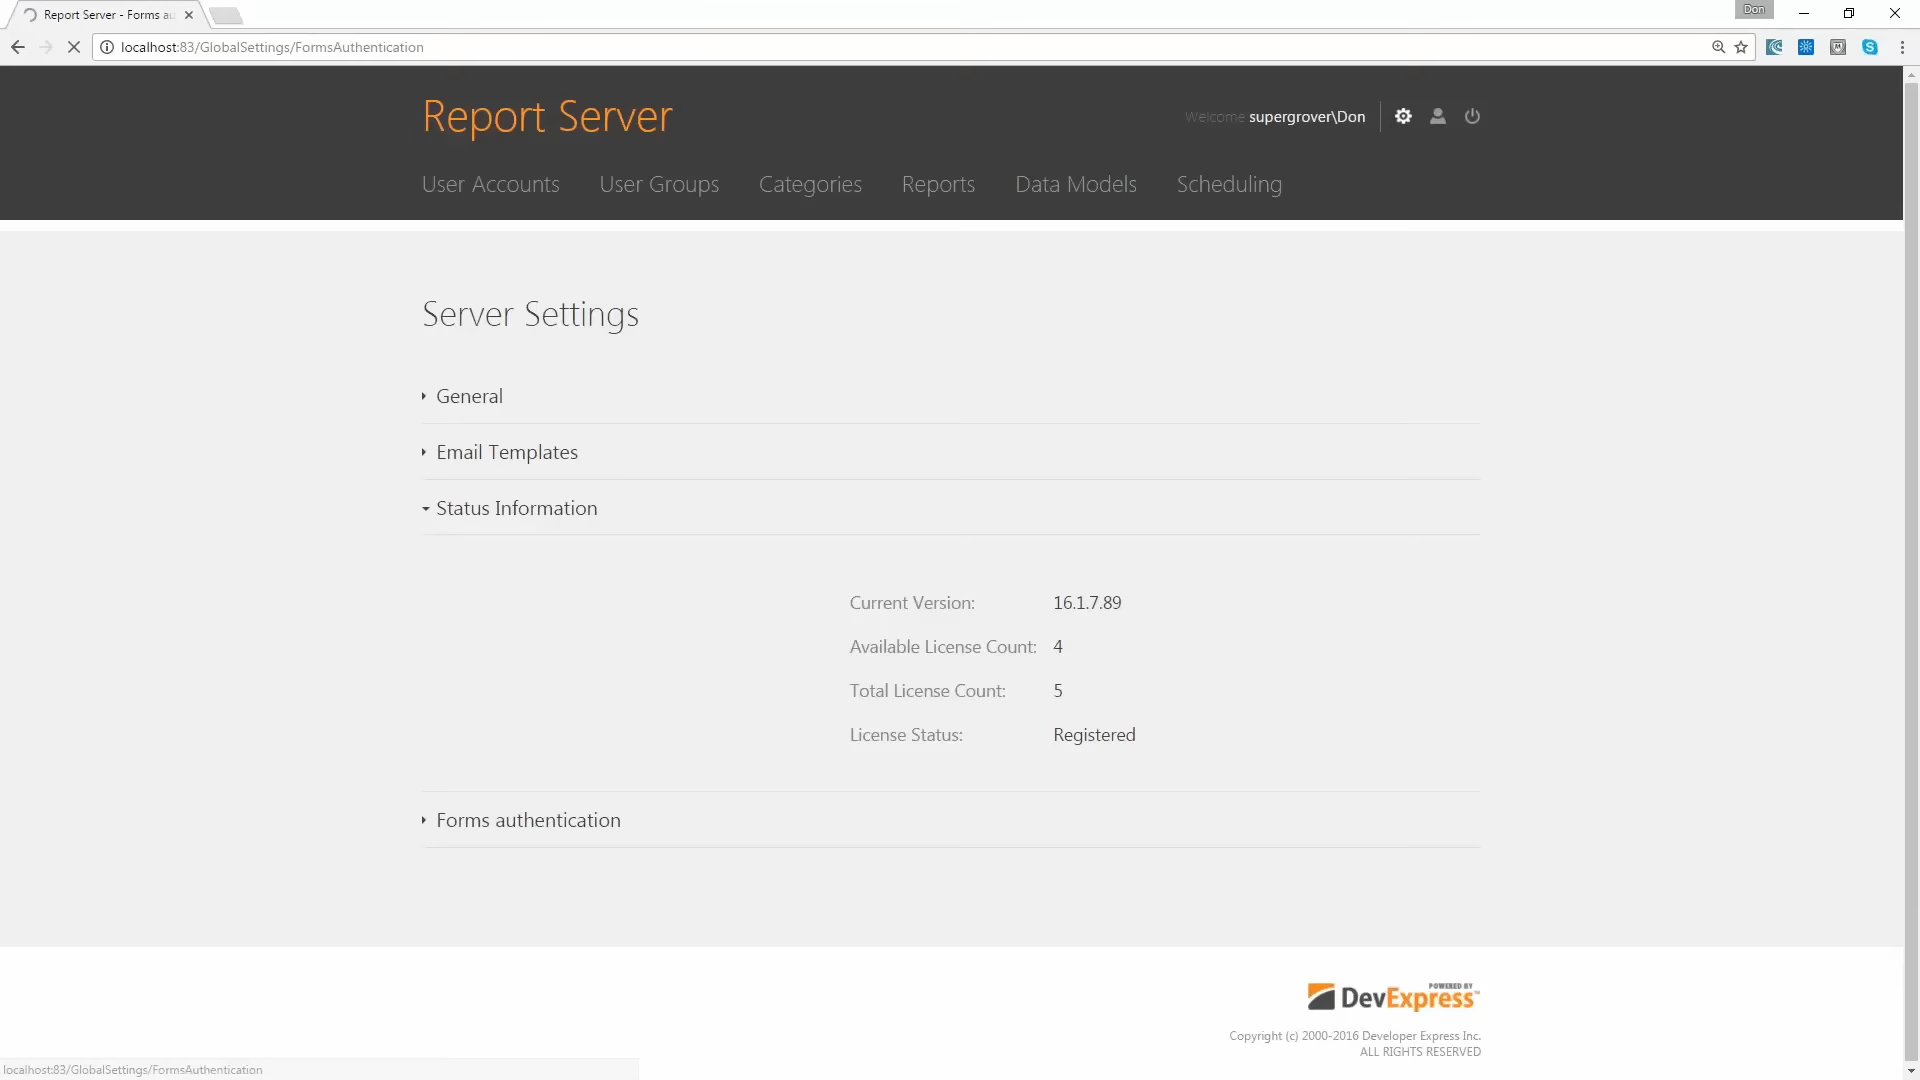 Report Server - Forms au
Don
localhost:83/GlobalSettings/FormsAuthentication
Report Server
Welcome supergrover\Don
User Accounts User Groups Categories Reports Data Models Scheduling
Server Settings
General
Email Templates
Status Information
Current Version: 16.1.7.89
Available License Count: 4
Total License Count: 5
License Status: Registered
Forms authentication
POWERED BY
DevExpress™
Copyright (c) 2000-2016 Developer Express Inc.
ALL RIGHTS RESERVED
localhost:83/GlobalSettings/FormsAuthentication